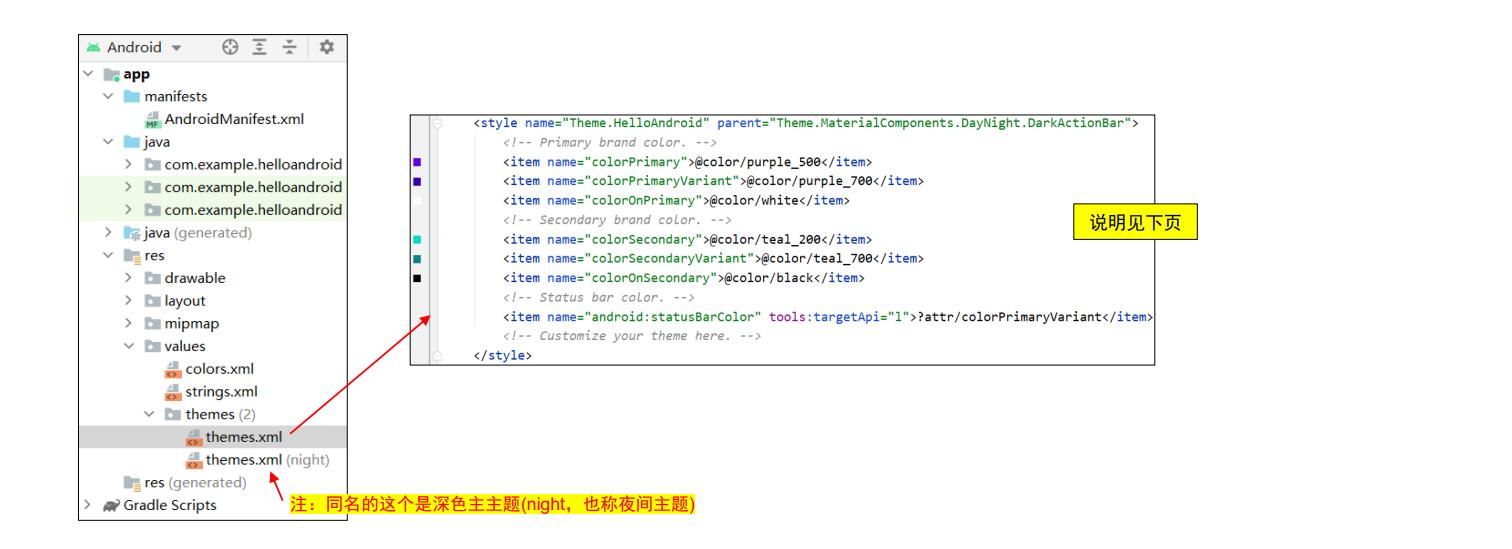 Android
app
manifests
AndroidManifest.xml
java
com.example.helloandroid
com.example.helloandroid
com.example.helloandroid
java (generated)
res
drawable
layout
mipmap
values
colors.xml
strings.xml
themes (2)
themes.xml
themes.xml (night)
res (generated)
Gradle Scripts
<style name="Theme.HelloAndroid" parent="Theme.MaterialComponents.DayNight.DarkActionBar">
<!-- Primary brand color. -->
<item name="colorPrimary">@color/purple_500</item>
<item name="colorPrimaryVariant">@color/purple_700</item>
<item name="colorOnPrimary">@color/white</item>
<!-- Secondary brand color. -->
<item name="colorSecondary">@color/teal_200</item>
<item name="colorSecondaryVariant">@color/teal_700</item>
<item name="colorOnSecondary">@color/black</item>
<!-- Status bar color. -->
<item name="android:statusBarColor" tools:targetApi="l">?attr/colorPrimaryVariant</item>
<!-- Customize your theme here. -->
</style>
说明见下页
注：同名的这个是深色主主题(night，也称夜间主题)